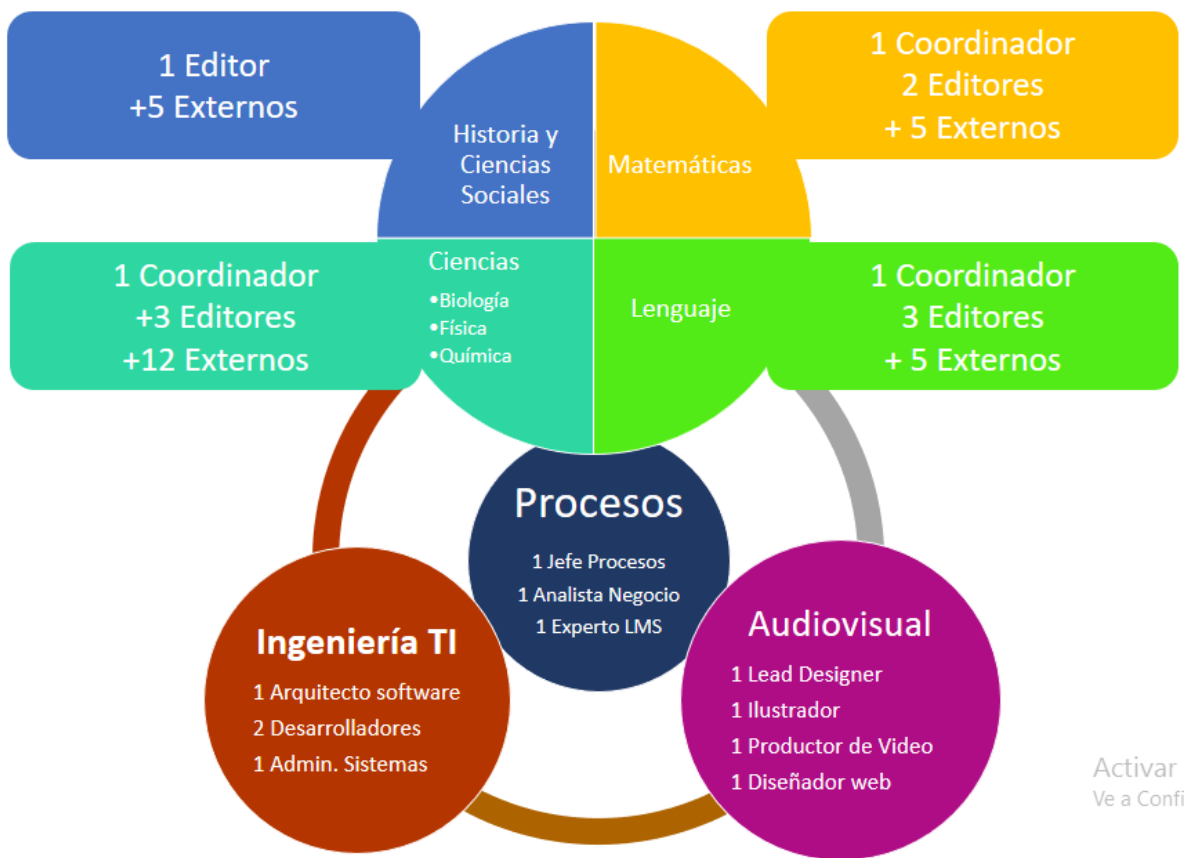 1 Editor
+5 Externos
1 Coordinador
2 Editores
+ 5 Externos
Historia y
Ciencias
Sociales
Matemáticas
1 Coordinador
+3 Editores
+12 Externos
Ciencias
•Biología
•Física
•Química
Lenguaje
1 Coordinador
3 Editores
+ 5 Externos
Procesos
1 Jefe Procesos
1 Analista Negocio
1 Experto LMS
Ingeniería TI
1 Arquitecto software
2 Desarrolladores
1 Admin. Sistemas
Audiovisual
1 Lead Designer
1 Ilustrador
1 Productor de Video
1 Diseñador web
Activar
Ve a Confi